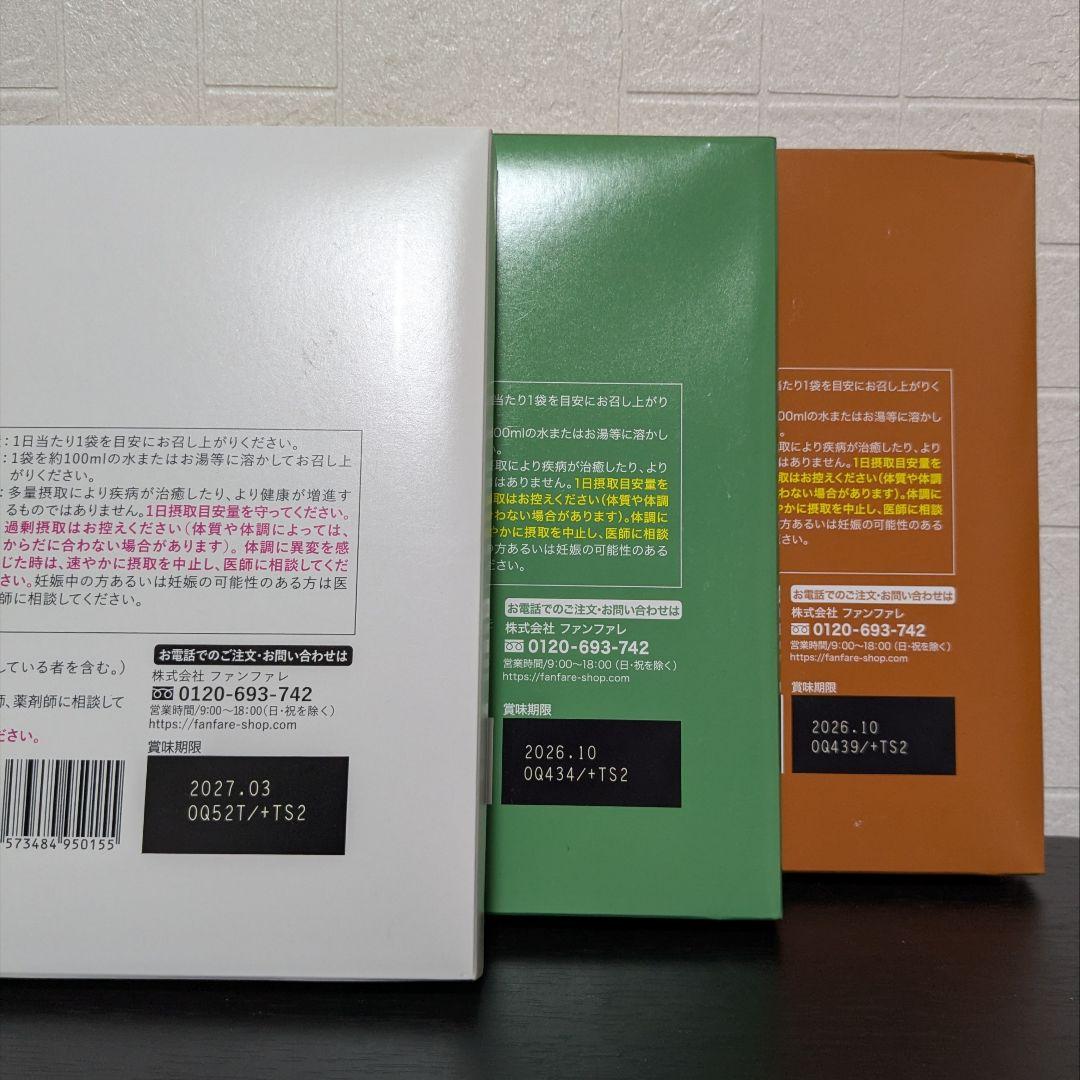 :1日当たり1袋を目安にお召し上がりください。
:1袋を約100mlの水またはお湯等に溶かしてお召し上
がりください。
:多量摂取により疾病が治癒したり、より健康が増進す
るものではありません。1日摂取目安量を守ってください。
過剰摂取はお控えください(体質や体調によっては、
からだに合わない場合があります)。体調に異変を感
じた時は、速やかに摂取を中止し、医師に相談してくだ
さい。妊娠中の方あるいは妊娠の可能性のある方は医
師に相談してください。
している者を含む。)
師、薬剤師に相談して
ださい。
573484 950155
お電話でのご注文・お問い合わせは
株式会社 ファンファレ
0120-693-742
営業時間/9:00〜18:00(日・祝を除く)
https://fanfare-shop.com
賞味期限
2027.03
0Q52T/+TS2
当たり1袋を目安にお召し上がり
00mlの水またはお湯等に溶かし
。
取により疾病が治癒したり、より
はありません。1日摂取目安量を
取はお控えください(体質や体調
わない場合があります)。体調に
やかに摂取を中止し、医師に相談
の方あるいは妊娠の可能性のある
ださい。
お電話でのご注文・お問い合わせは
株式会社 ファンファレ
0120-693-742
営業時間/9:00〜18:00(日・祝を除く)
https://fanfare-shop.com
賞味期限
2026.10
0Q434/+TS2
当たり1袋を目安にお召し上がりく
00mlの水またはお湯等に溶かし
。
取により疾病が治癒したり、より
はありません。1日摂取目安量を
取はお控えください(体質や体調
ない場合があります)。体調に
かに摂取を中止し、医師に相談
方あるいは妊娠の可能性のある
さい。
お電話でのご注文・お問い合わせは
株式会社 ファンファレ
0120-693-742
営業時間/9:00〜18:00(日・祝を除く)
https://fanfare-shop.com
賞味期限
2026.10
0Q439/+TS2